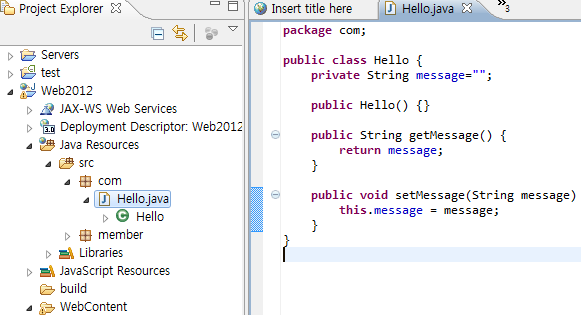 Project Explorer
Servers
test
Web2012
JAX-WS Web Services
3.0
Deployment Descriptor: Web2012
Java Resources
src
com
Hello.java
Hello
member
Libraries
JavaScript Resources
build
WebContent
Insert title here
Hello.java
3
package com;
public class Hello {
private String message="";
public Hello() {}
public String getMessage() {
return message;
}
public void setMessage(String message)
this.message = message;
}
}